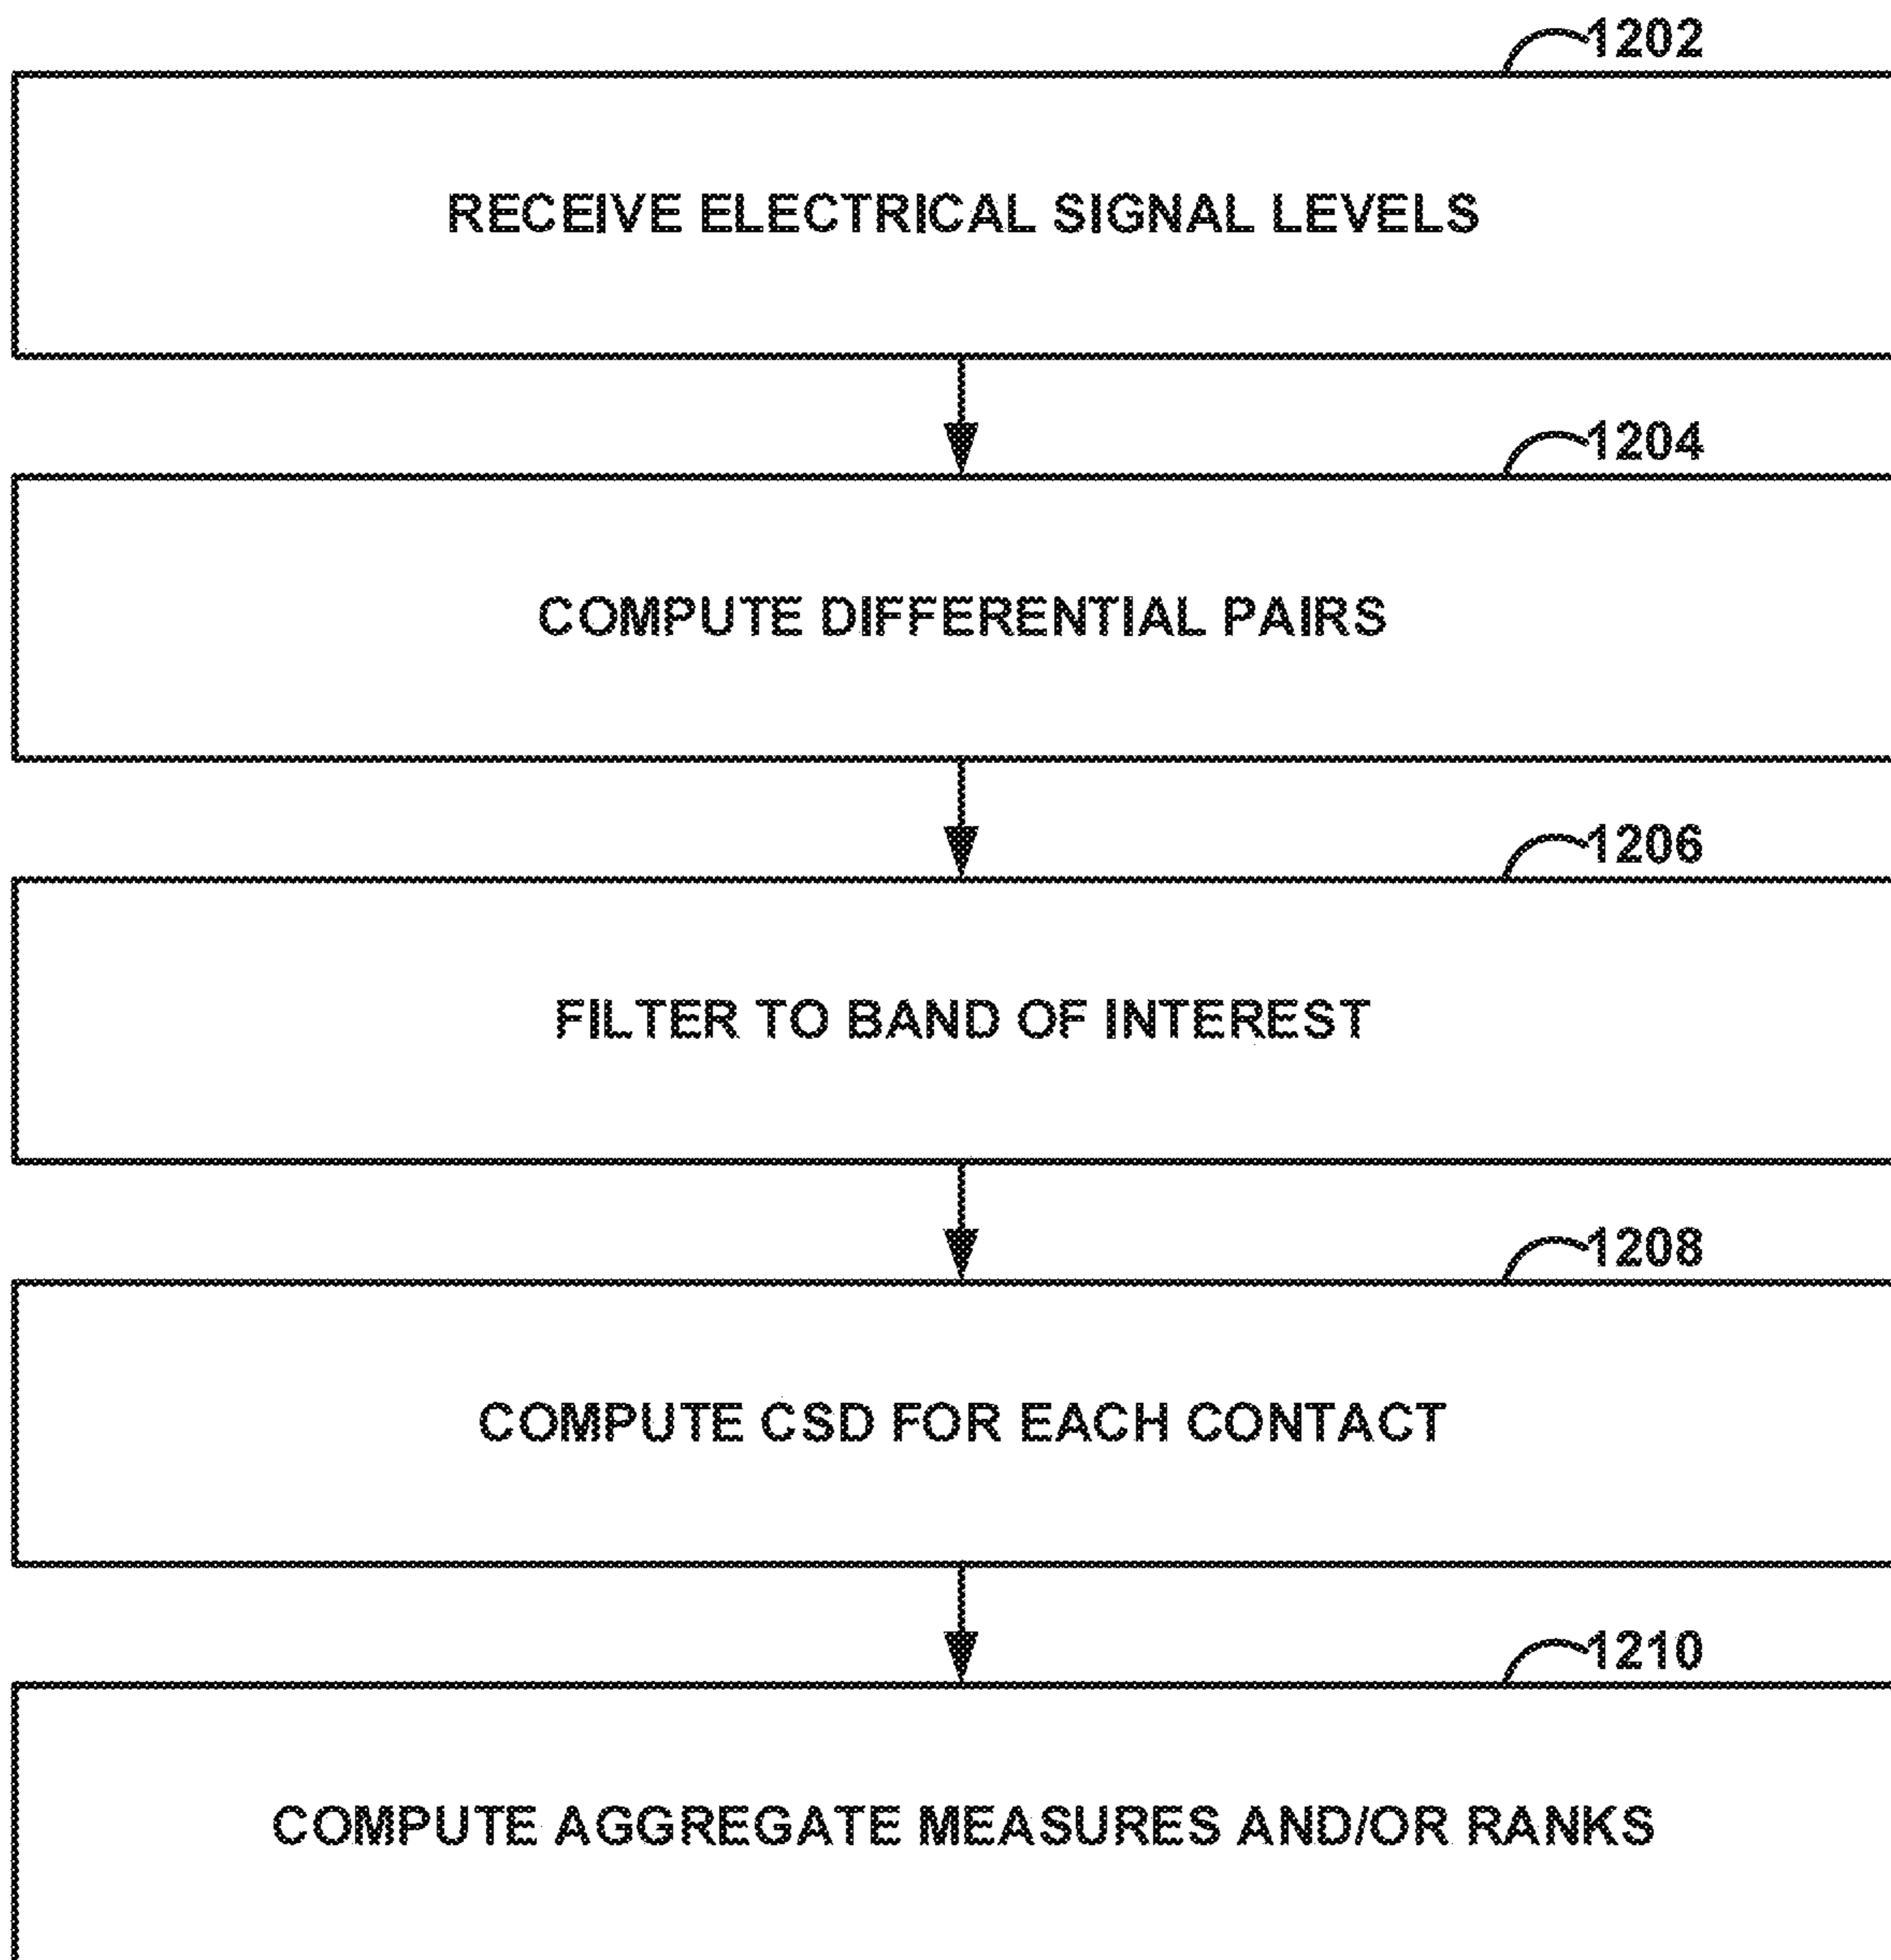 1202
RECEIVE ELECTRICAL SIGNAL LEVELS
1204
COMPUTE DIFFERENTIAL PAIRS
1206
FILTER TO BAND OF INTEREST
1208
COMPUTE CSD FOR EACH CONTACT
1210
COMPUTE AGGREGATE MEASURES AND/OR RANKS